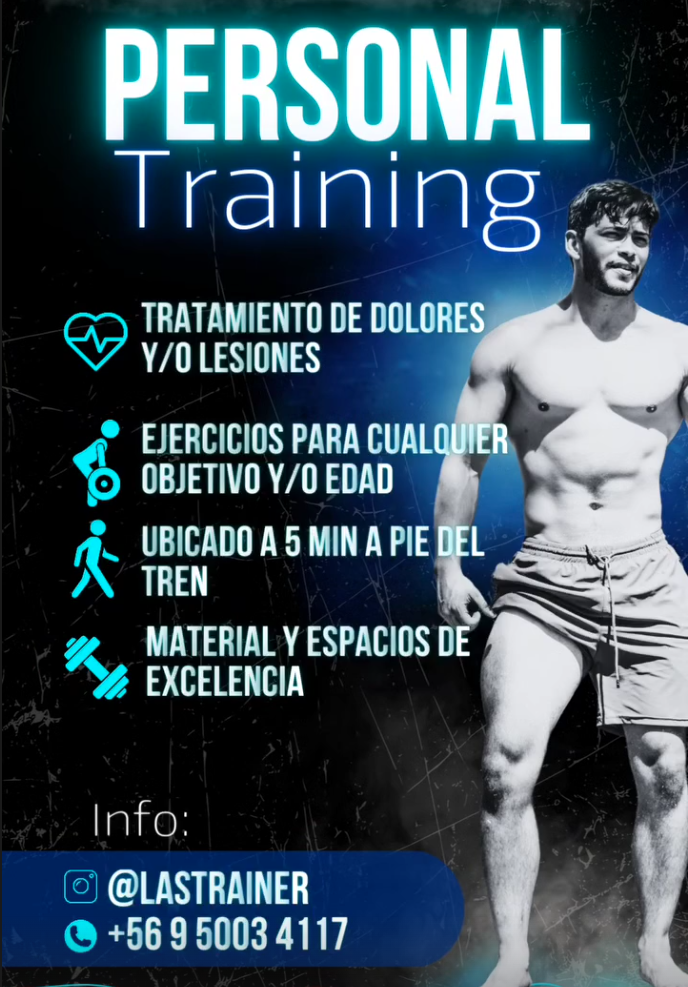 PERSONAL
Training
TRATAMIENTO DE DOLORES
Y/O LESIONES
EJERCICIOS PARA CUALQUIER
OBJETIVO Y/O EDAD
UBICADO A 5 MIN A PIE DEL
TREN
MATERIAL Y ESPACIOS DE
EXCELENCIA
Info:
@LASTRAINER
+56 9 5003 4117